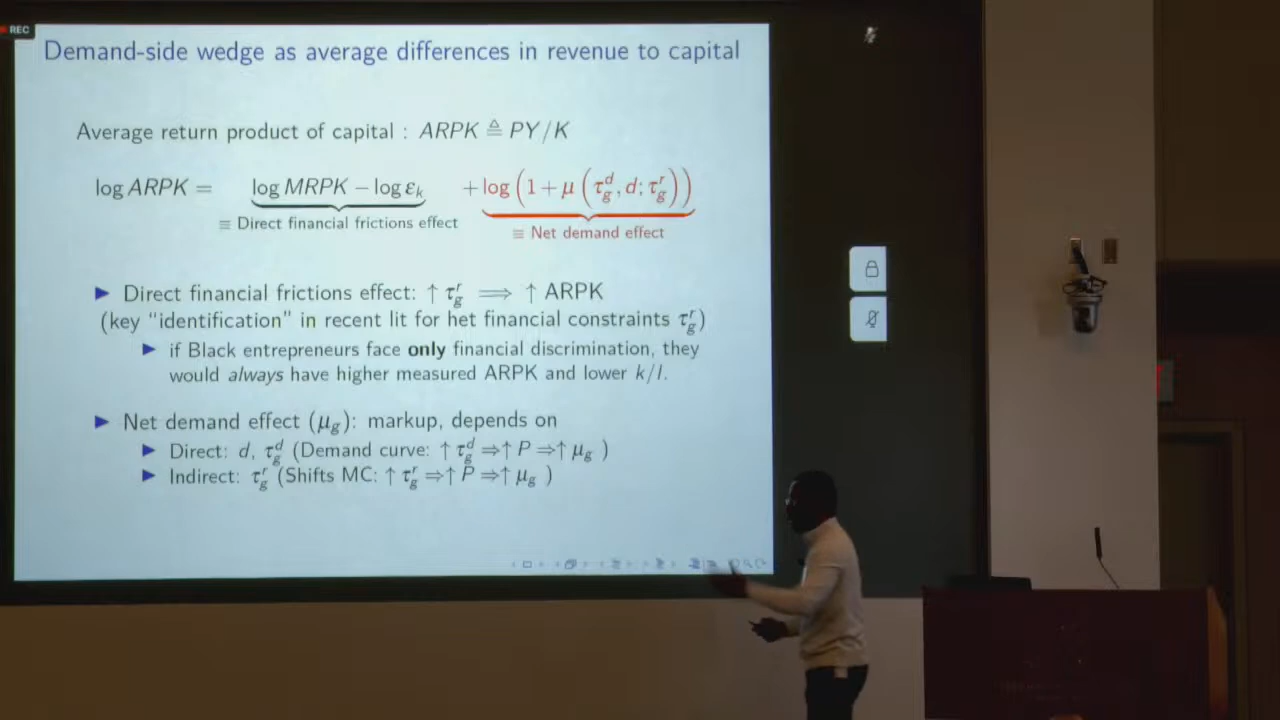 REC
Demand-side wedge as average differences in revenue to capital
Average return product of capital : ARPK ≜ PY/K
log ARPK = log MRPK − log ε_k + log (1 + μ (τ_g^d, d; τ_g^r))
≡ Direct financial frictions effect
≡ Net demand effect
▶ Direct financial frictions effect: ↑ τ_g^r ⟹ ↑ ARPK
(key “identification” in recent lit for het financial constraints τ_g^r)
▶ if Black entrepreneurs face only financial discrimination, they
would always have higher measured ARPK and lower k/l.
▶ Net demand effect (μ_g): markup, depends on
▶ Direct: d, τ_g^d (Demand curve: ↑ τ_g^d ⇒↑ P ⇒↑ μ_g )
▶ Indirect: τ_g^r (Shifts MC: ↑ τ_g^r ⇒↑ P ⇒↑ μ_g )